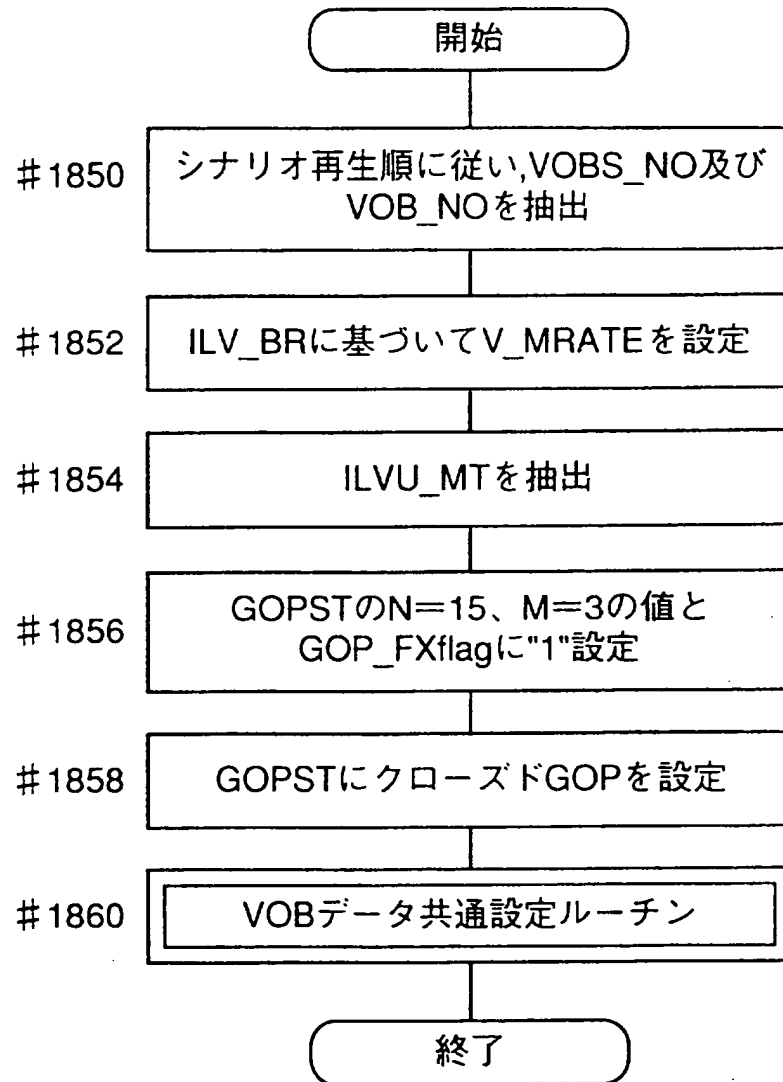 開始
#1850
シナリオ再生順に従い,VOBS_NO及び
VOB_NOを抽出
#1852
ILV_BRに基づいてV_MRATEを設定
#1854
ILVU_MTを抽出
#1856
GOPSTのN=15、M=3の値と
GOP_FXflagに"1"設定
#1858
GOPSTにクローズドGOPを設定
#1860
VOBデータ共通設定ルーチン
終了